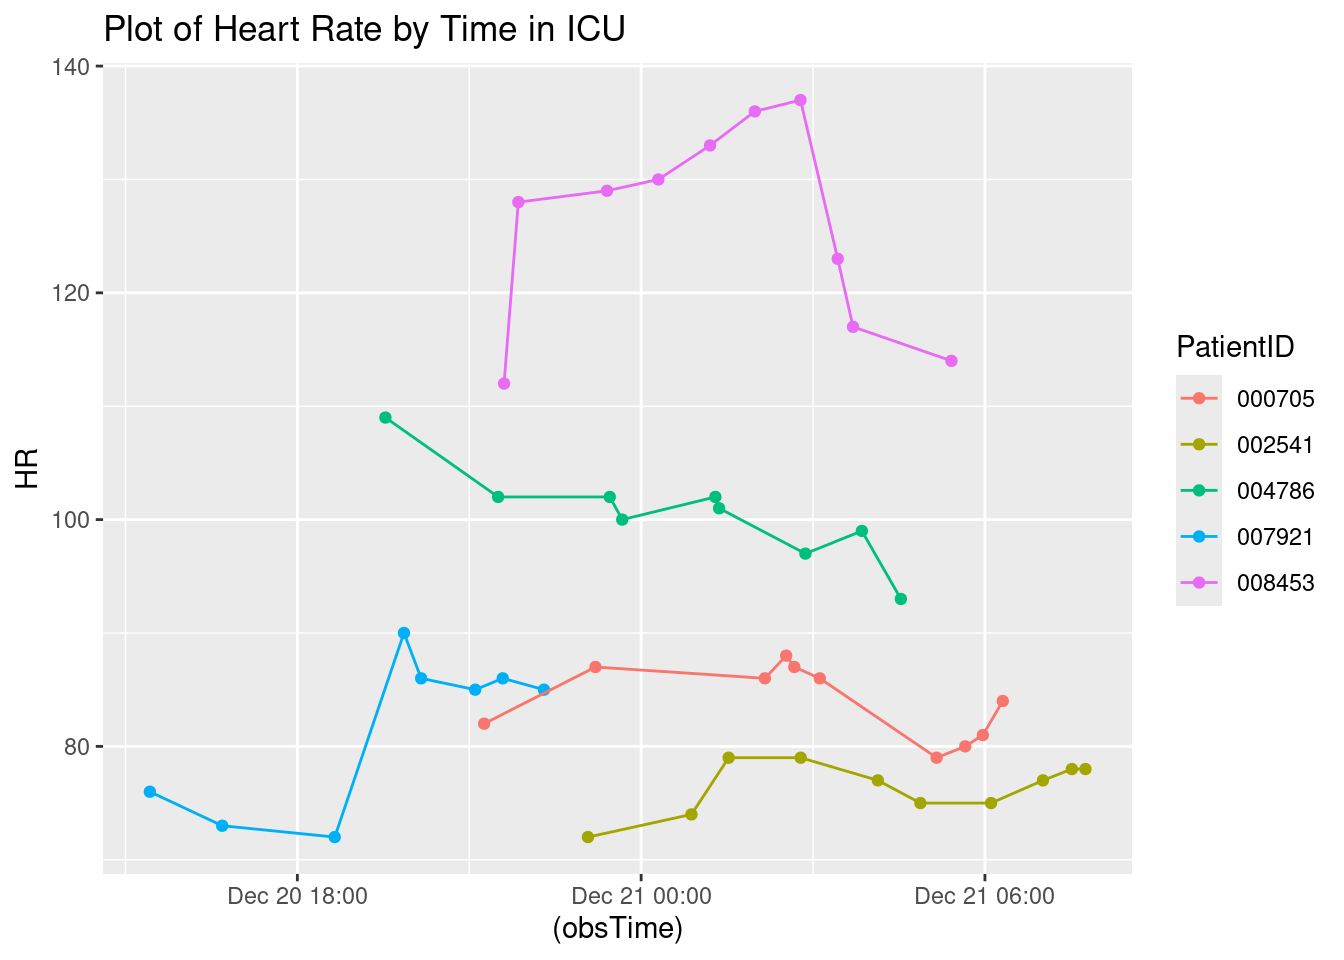 Plot of Heart Rate by Time in ICU
140
120
100
80
HR
Dec 20 18:00
Dec 21 00:00
Dec 21 06:00
(obsTime)
PatientID
000705
002541
004786
007921
008453